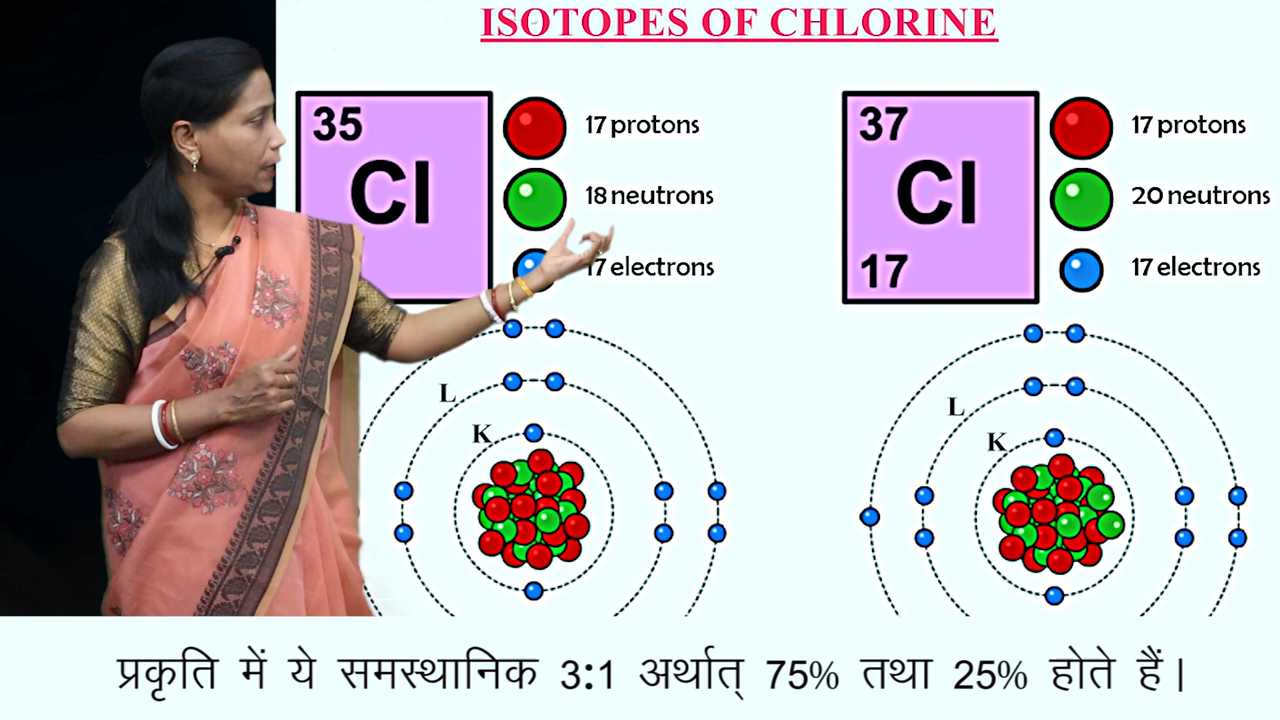 ISOTOPES OF CHLORINE
35
Cl
17 protons
18 neutrons
17 electrons
37
Cl
17
17 protons
20 neutrons
17 electrons
L
K
L
K
प्रकृति में ये समस्थानिक 3:1 अर्थात् 75% तथा 25% होते हैं।